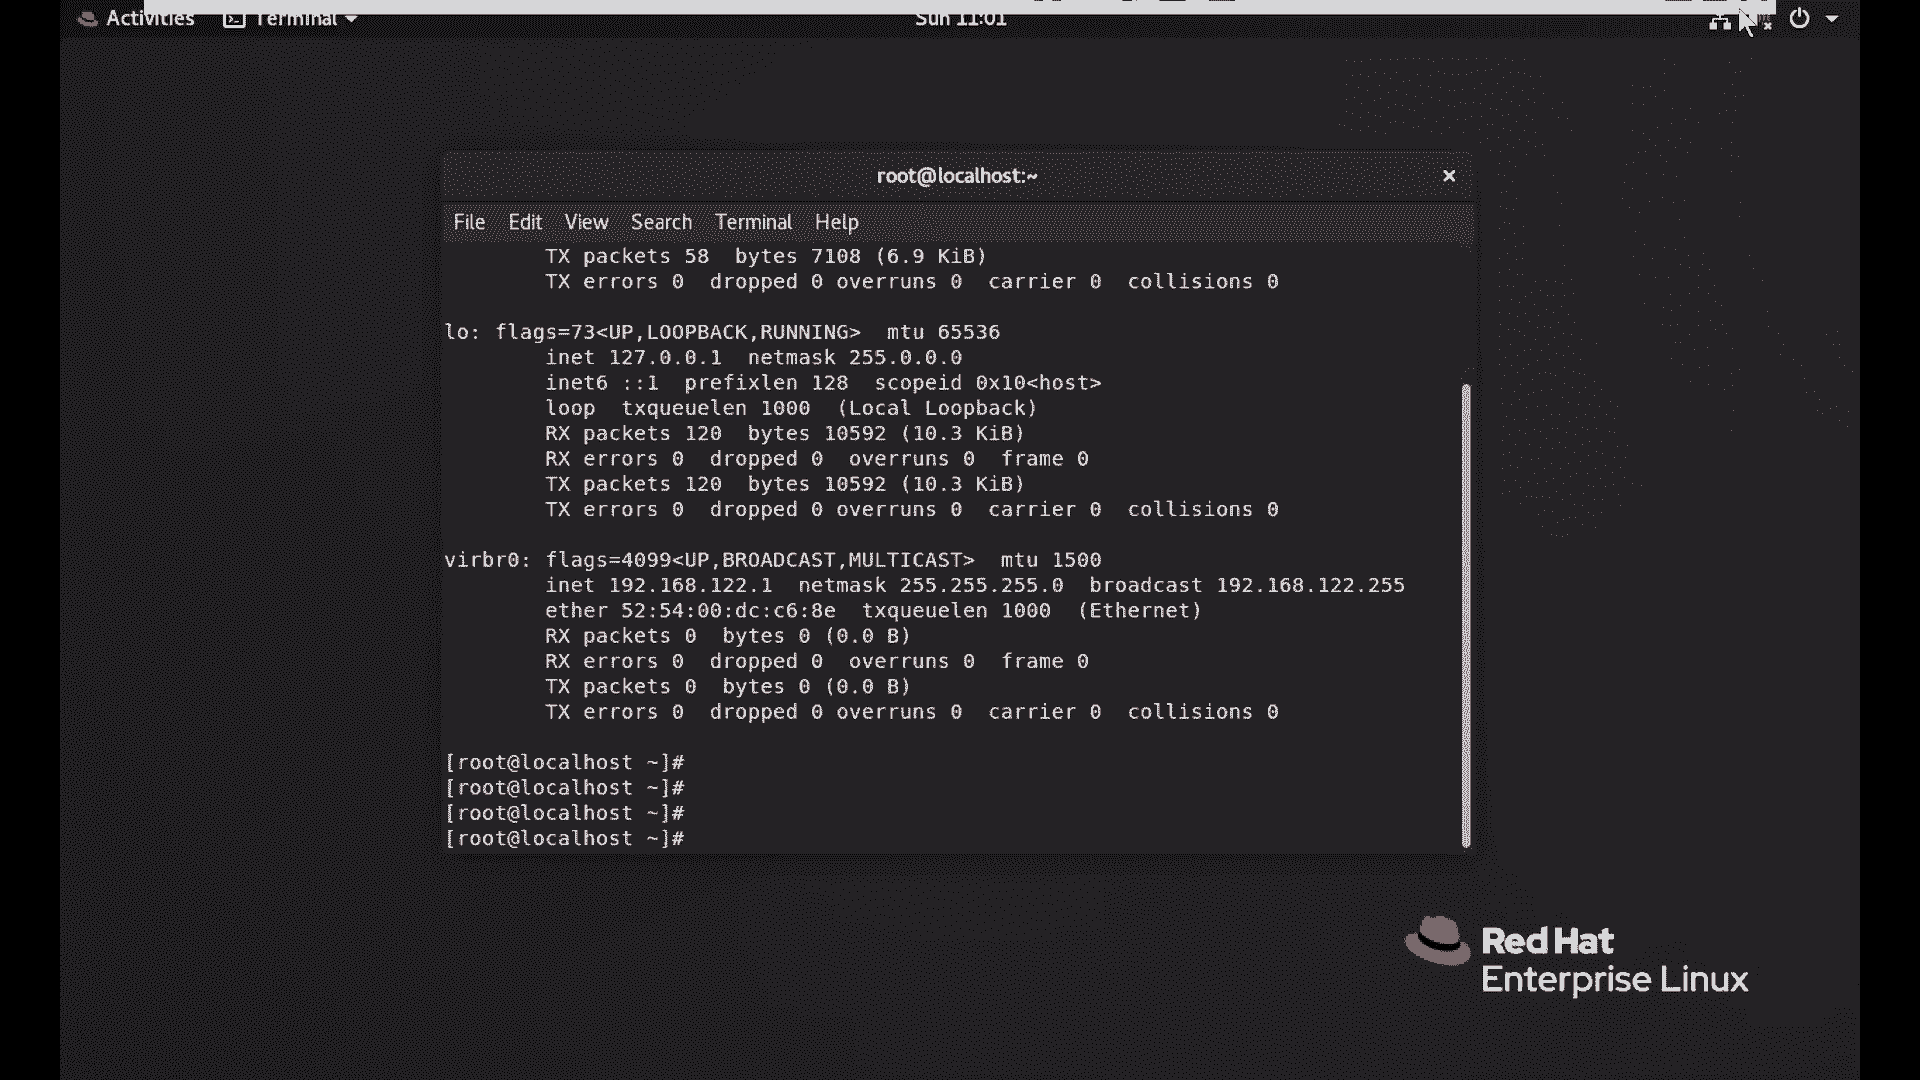 Activities Terminal Sun 11:01
root@localhost:~
File Edit View Search Terminal Help
TX packets 58 bytes 7108 (6.9 KiB)
TX errors 0 dropped 0 overruns 0 carrier 0 collisions 0
lo: flags=73<UP,LOOPBACK,RUNNING> mtu 65536
inet 127.0.0.1 netmask 255.0.0.0
inet6 ::1 prefixlen 128 scopeid 0x10<host>
loop txqueuelen 1000 (Local Loopback)
RX packets 120 bytes 10592 (10.3 KiB)
RX errors 0 dropped 0 overruns 0 frame 0
TX packets 120 bytes 10592 (10.3 KiB)
TX errors 0 dropped 0 overruns 0 carrier 0 collisions 0
virbr0: flags=4099<UP,BROADCAST,MULTICAST> mtu 1500
inet 192.168.122.1 netmask 255.255.255.0 broadcast 192.168.122.255
ether 52:54:00:dc:c6:8e txqueuelen 1000 (Ethernet)
RX packets 0 bytes 0 (0.0 B)
RX errors 0 dropped 0 overruns 0 frame 0
TX packets 0 bytes 0 (0.0 B)
TX errors 0 dropped 0 overruns 0 carrier 0 collisions 0
[root@localhost ~]#
[root@localhost ~]#
[root@localhost ~]#
[root@localhost ~]#
Red Hat
Enterprise Linux